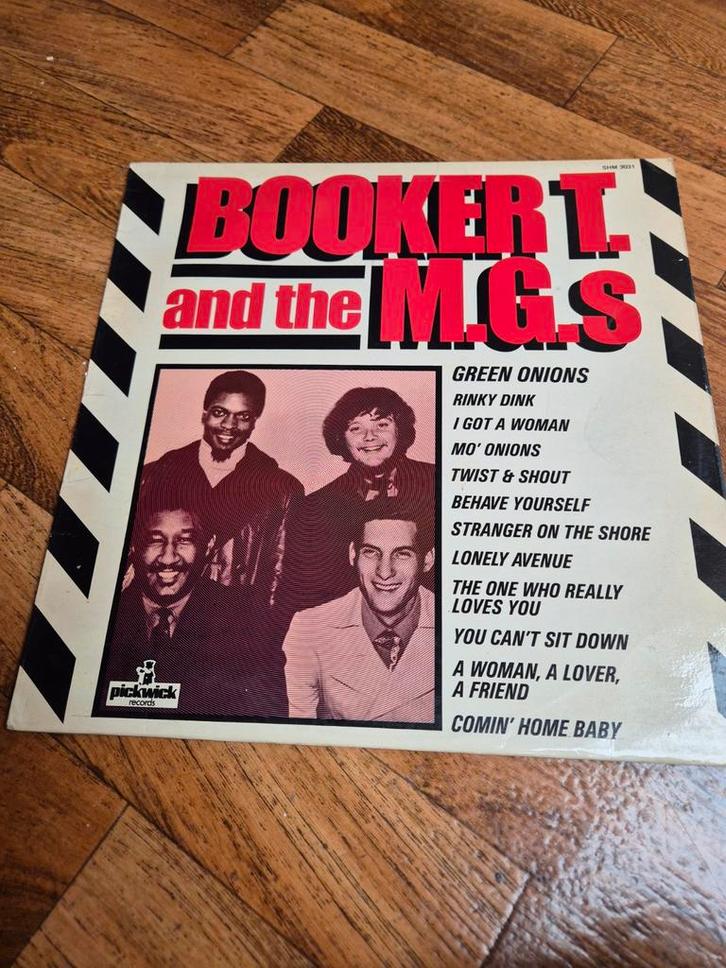 SHM 3031
BOOKER T.
and the M.G.s
GREEN ONIONS
RINKY DINK
I GOT A WOMAN
MO' ONIONS
TWIST & SHOUT
BEHAVE YOURSELF
STRANGER ON THE SHORE
LONELY AVENUE
THE ONE WHO REALLY
LOVES YOU
YOU CAN'T SIT DOWN
A WOMAN, A LOVER,
A FRIEND
COMIN' HOME BABY
pickwick
records